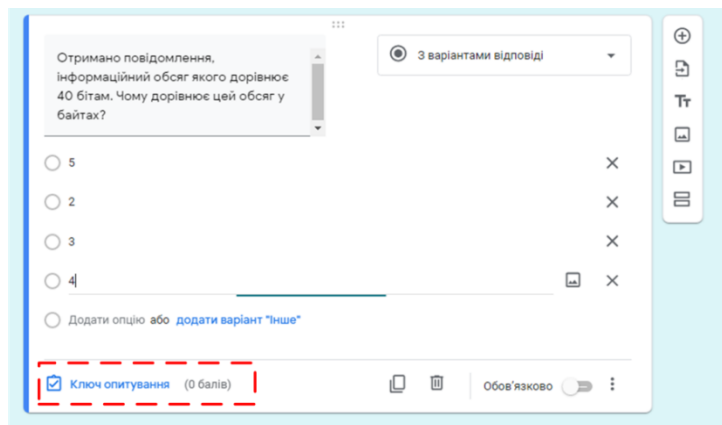 Отримано повідомлення,
інформаційний обсяг якого дорівнює
40 бітам. Чому дорівнює цей обсяг у
байтах?
З варіантами відповіді
5
2
3
4
Додати опцію або додати варіант "Інше"
Ключ опитування (0 балів)
Обов'язково
Тт